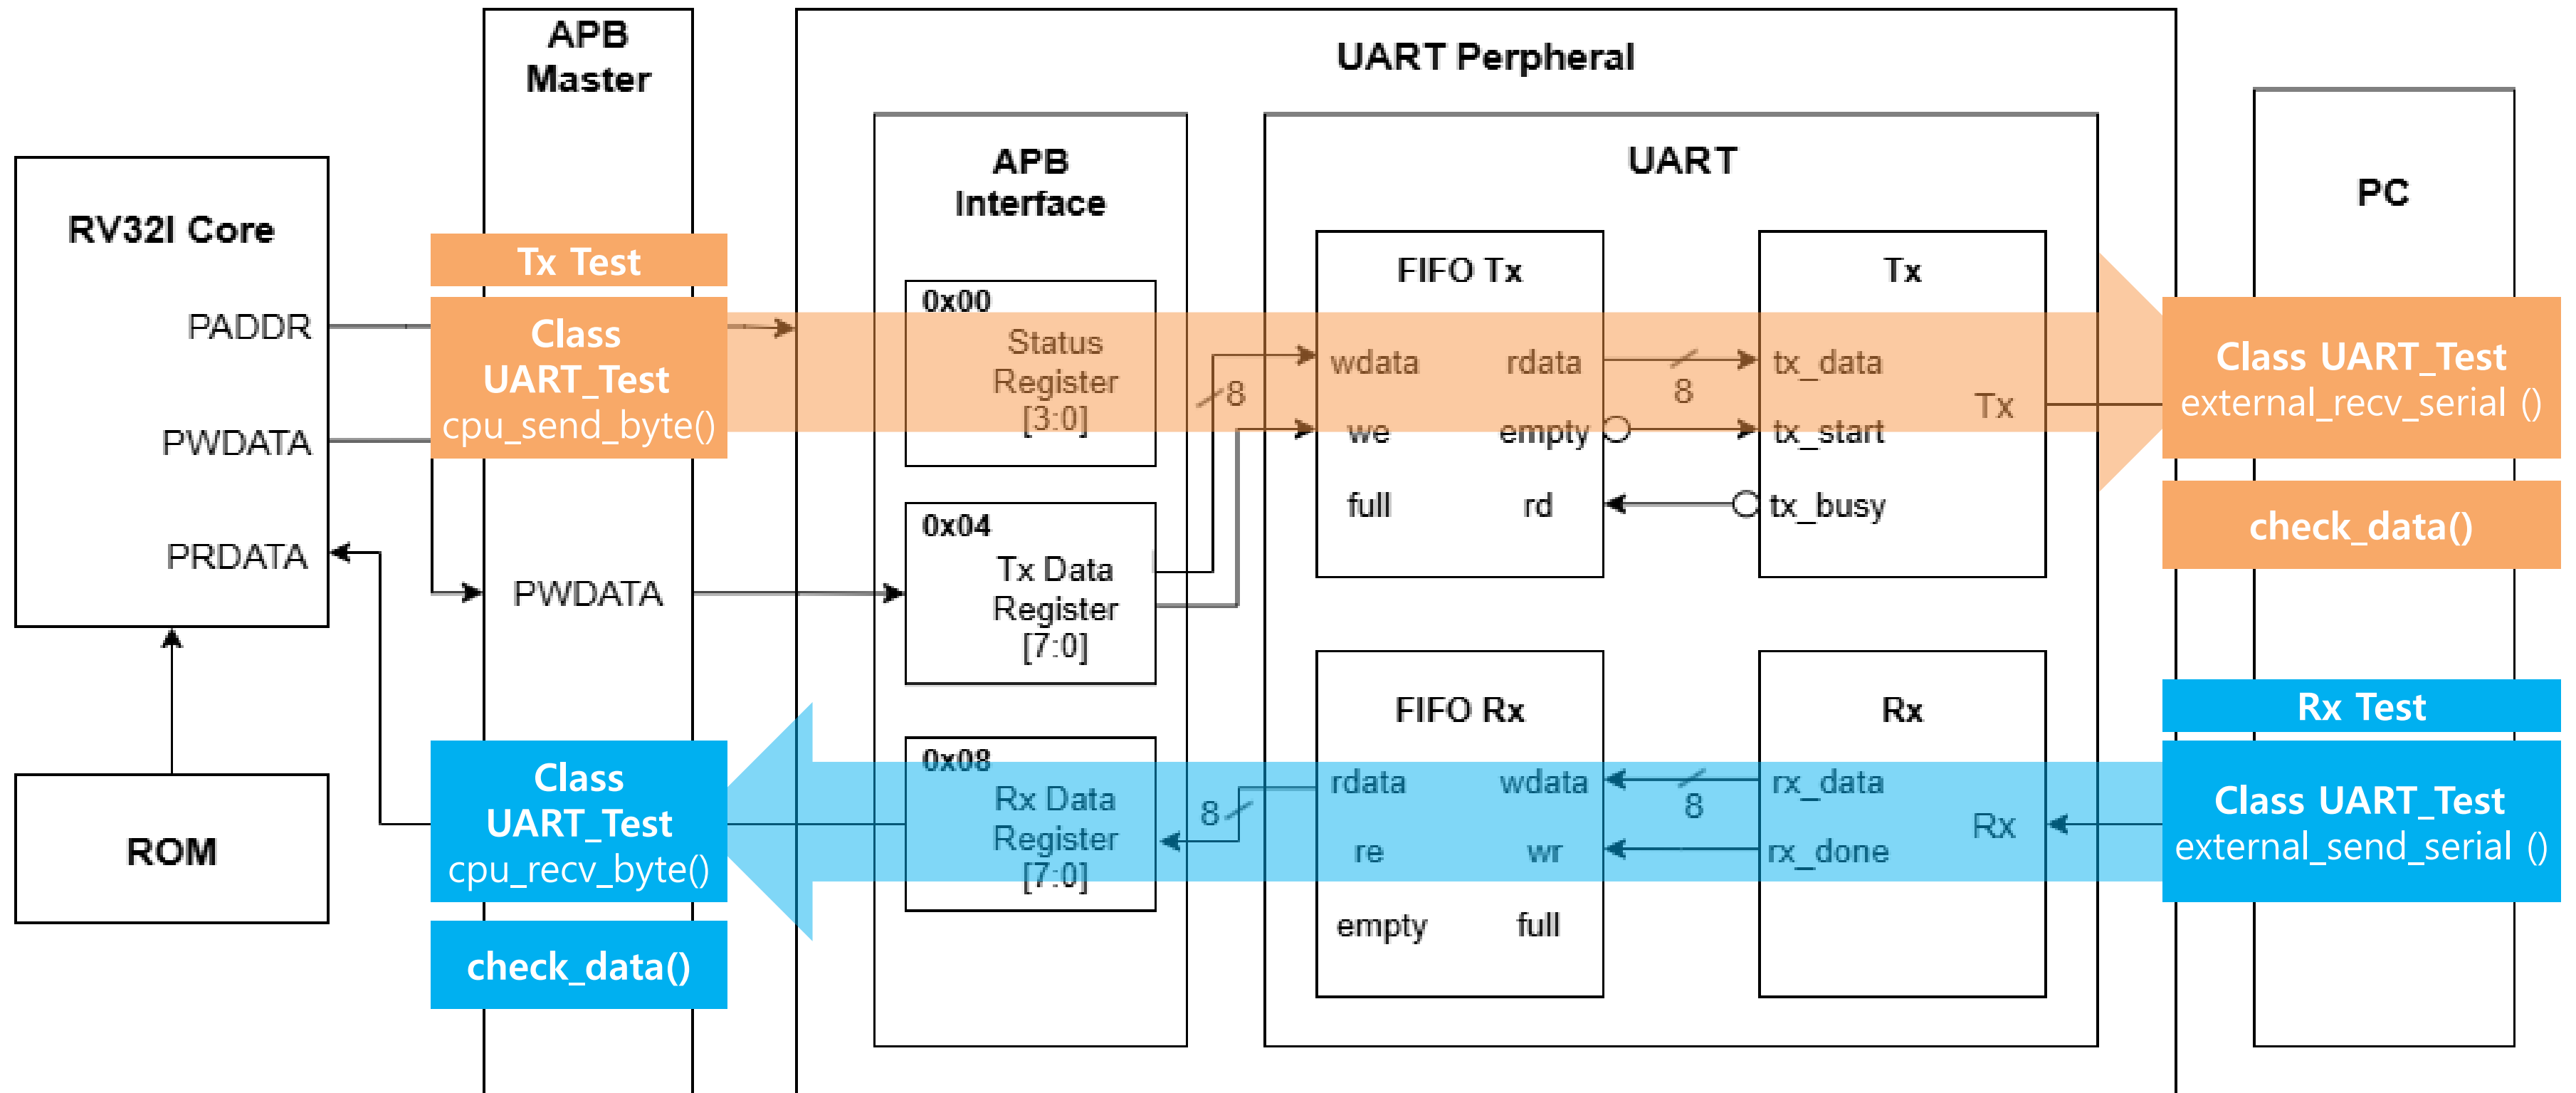 APB
Master
UART Perpheral
RV32I Core
PADDR
PWDATA
PRDATA
ROM
Tx Test
Class
UART_Test
cpu_send_byte()
PWDATA
Class
UART_Test
cpu_recv_byte()
check_data()
APB
Interface
0x00
Status
Register
[3:0]
0x04
Tx Data
Register
[7:0]
0x08
Rx Data
Register
[7:0]
8
8
UART
FIFO Tx
wdata rdata
we empty
full rd
8
Tx
tx_data
Tx
tx_start
tx_busy
FIFO Rx
rdata wdata
re wr
empty full
8
Rx
rx_data
Rx
rx_done
PC
Class UART_Test
external_recv_serial ()
check_data()
Rx Test
Class UART_Test
external_send_serial ()